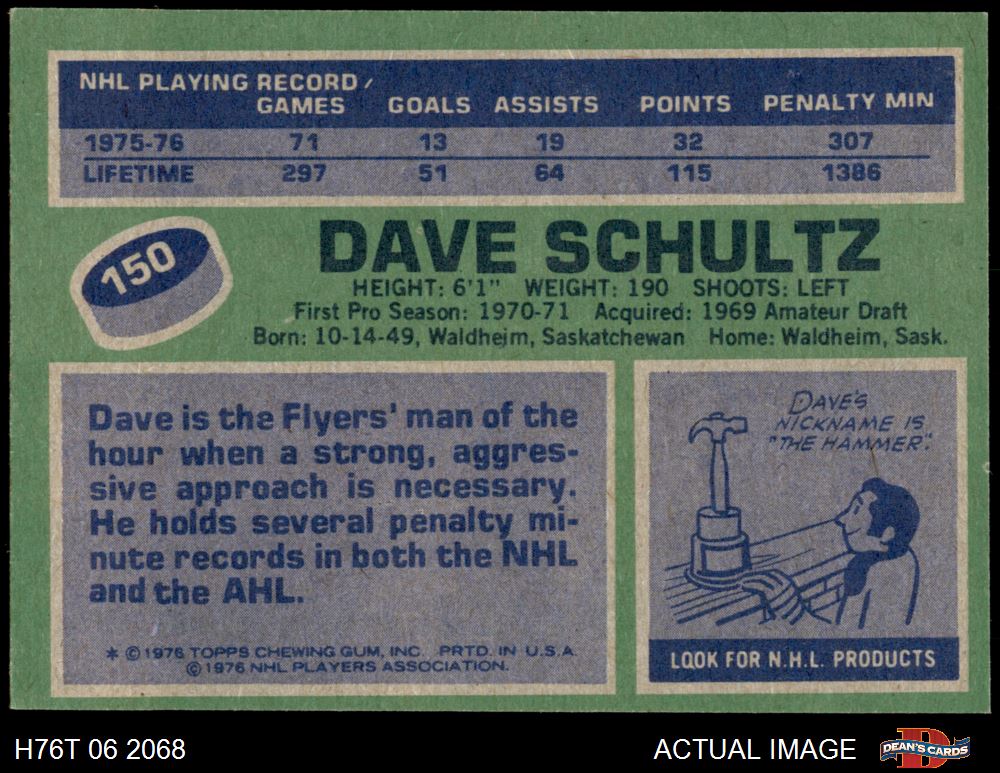 NHL PLAYING RECORD/
GAMES GOALS ASSISTS POINTS PENALTY MIN
1975-76 71 13 19 32 307
LIFETIME 297 51 64 115 1386
150
DAVE SCHULTZ
HEIGHT: 6'1" WEIGHT: 190 SHOOTS: LEFT
First Pro Season: 1970-71 Acquired: 1969 Amateur Draft
Born: 10-14-49, Waldheim, Saskatchewan Home: Waldheim, Sask.
Dave is the Flyers' man of the
hour when a strong, aggres-
sive approach is necessary.
He holds several penalty mi-
nute records in both the NHL
and the AHL.
* © 1976 TOPPS CHEWING GUM, INC. PRTD. IN U.S.A.
© 1976 NHL PLAYERS ASSOCIATION.
DAVE'S
NICKNAME IS
"THE HAMMER".
LOOK FOR N.H.L. PRODUCTS
H76T 06 2068
ACTUAL IMAGE
D
DEAN'S CARDS